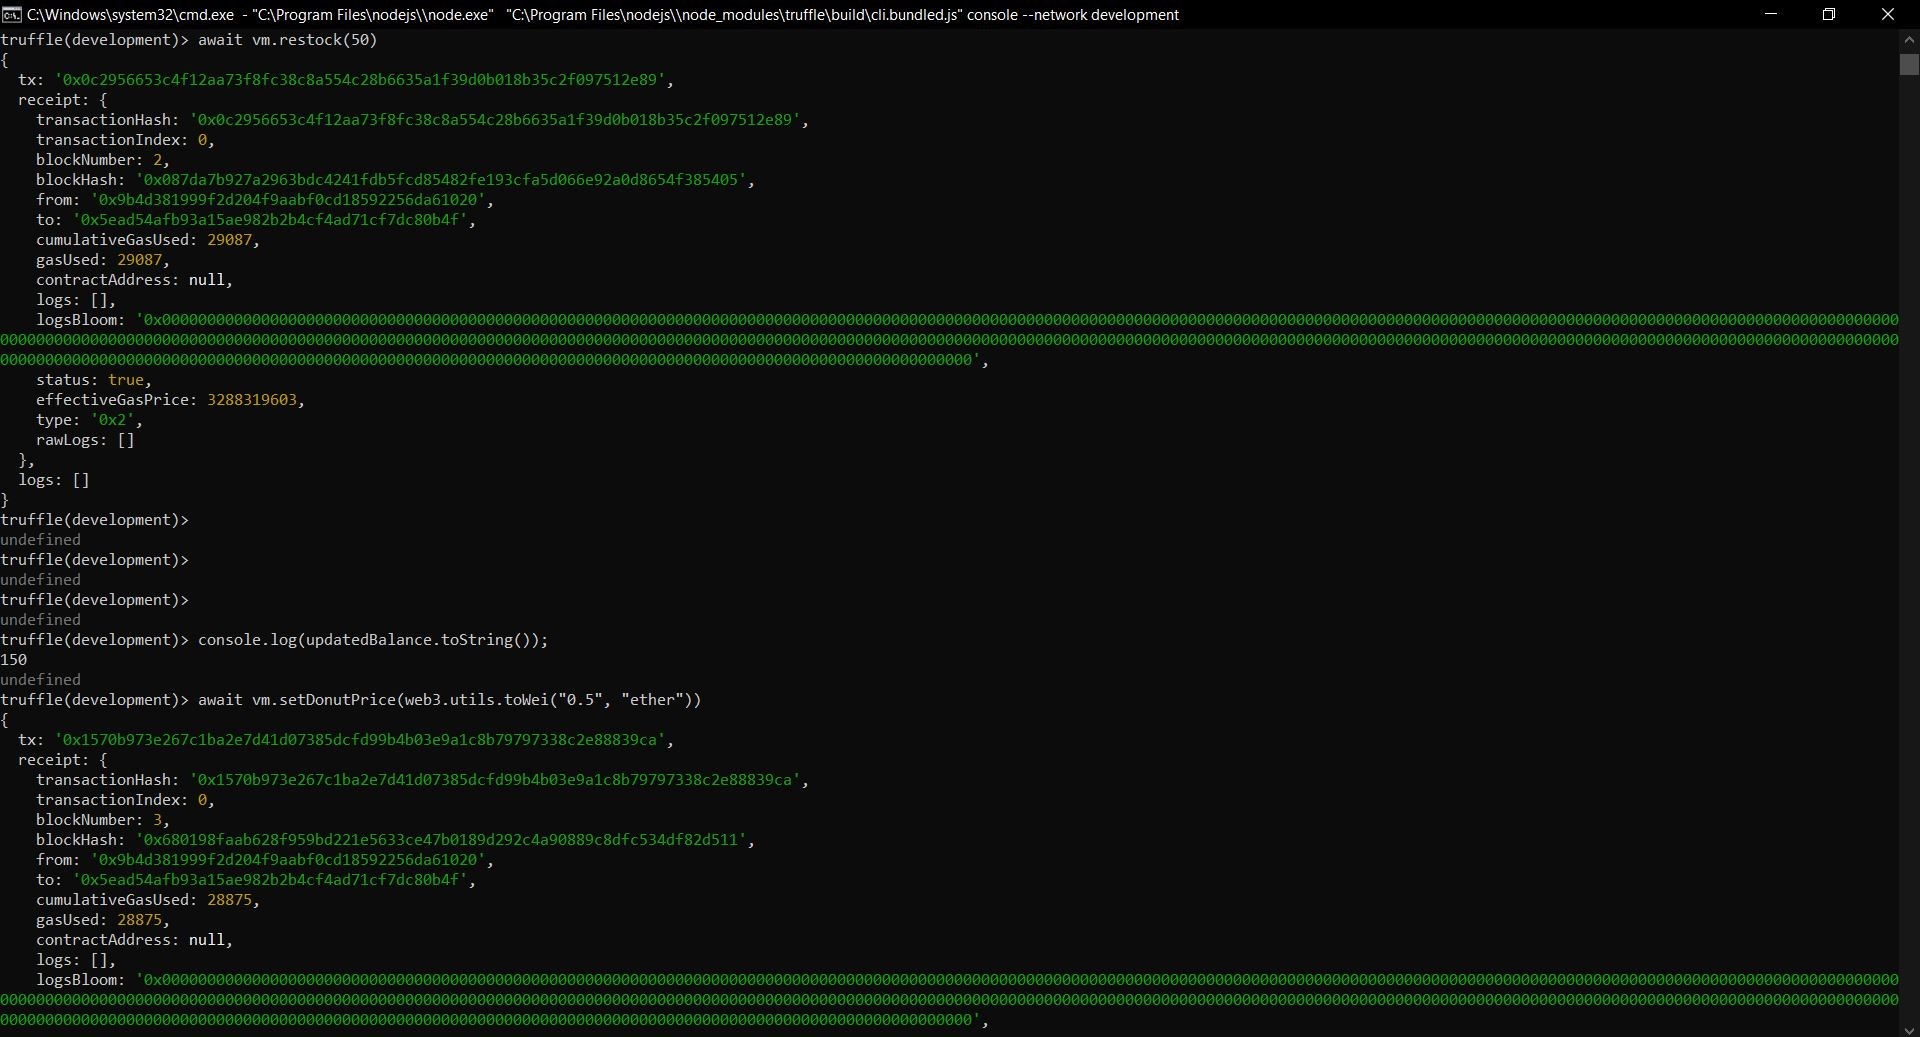 C:\Windows\system32\cmd.exe - "C:\Program Files\nodejs\\node.exe" "C:\Program Files\nodejs\\node_modules\truffle\build\cli.bundled.js" console --network development
truffle(development)> await vm.restock(50)
{
tx: '0x0c2956653c4f12aa73f8fc38c8a554c28b6635a1f39d0b018b35c2f097512e89',
receipt: {
transactionHash: '0x0c2956653c4f12aa73f8fc38c8a554c28b6635a1f39d0b018b35c2f097512e89',
transactionIndex: 0,
blockNumber: 2,
blockHash: '0x087da7b927a2963bdc4241fdb5fcd85482fe193cfa5d066e92a0d8654f385405',
from: '0x9b4d381999f2d204f9aabf0cd18592256da61020',
to: '0x5ead54afb93a15ae982b2b4cf4ad71cf7dc80b4f',
cumulativeGasUsed: 29087,
gasUsed: 29087,
contractAddress: null,
logs: [],
logsBloom:
status: true,
effectiveGasPrice: 3288319603,
type: '0x2',
rawLogs: []
},
logs: []
}
truffle(development)>
undefined
truffle(development)>
undefined
truffle(development)>
undefined
truffle(development)> console.log(updatedBalance.toString());
150
undefined
truffle(development)> await vm.setDonutPrice(web3.utils.toWei("0.5", "ether"))
{
tx: '0x1570b973e267c1ba2e7d41d07385dcfd99b4b03e9a1c8b79797338c2e88839ca',
receipt: {
transactionHash: '0x1570b973e267c1ba2e7d41d07385dcfd99b4b03e9a1c8b79797338c2e88839ca',
transactionIndex: 0,
blockNumber: 3,
blockHash: '0x680198faab628f959bd221e5633ce47b0189d292c4a90889c8dfc534df82d511',
from: '0x9b4d381999f2d204f9aabf0cd18592256da61020',
to: '0x5ead54afb93a15ae982b2b4cf4ad71cf7dc80b4f',
cumulativeGasUsed: 28875,
gasUsed: 28875,
contractAddress: null,
logs: [],
logsBloom: